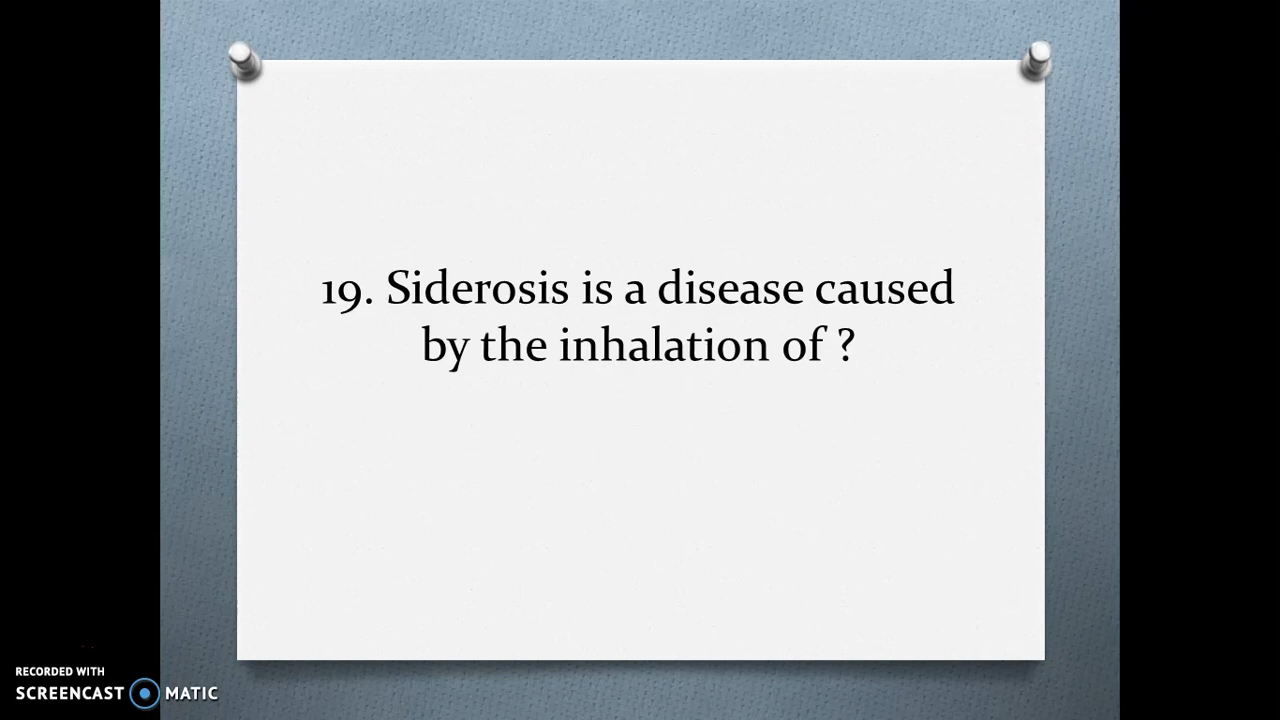 19. Siderosis is a disease caused
by the inhalation of ?
RECORDED WITH
SCREENCAST MATIC